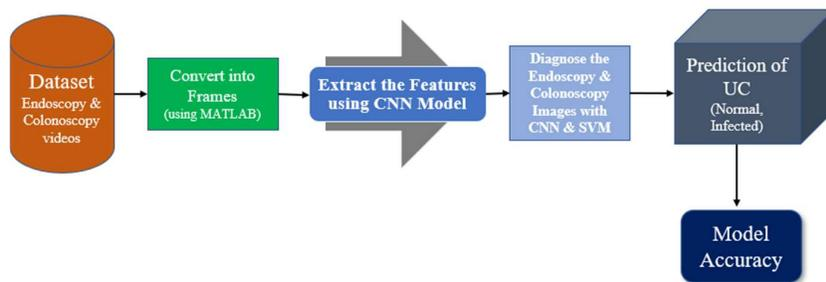 Dataset
Endoscopy &
Colonoscopy
videos
Convert into
Frames
(using MATLAB)
Extract the Features
using CNN Model
Diagnose the
Endoscopy &
Colonoscopy
Images with
CNN & SVM
Prediction of
UC
(Normal,
Infected)
Model
Accuracy